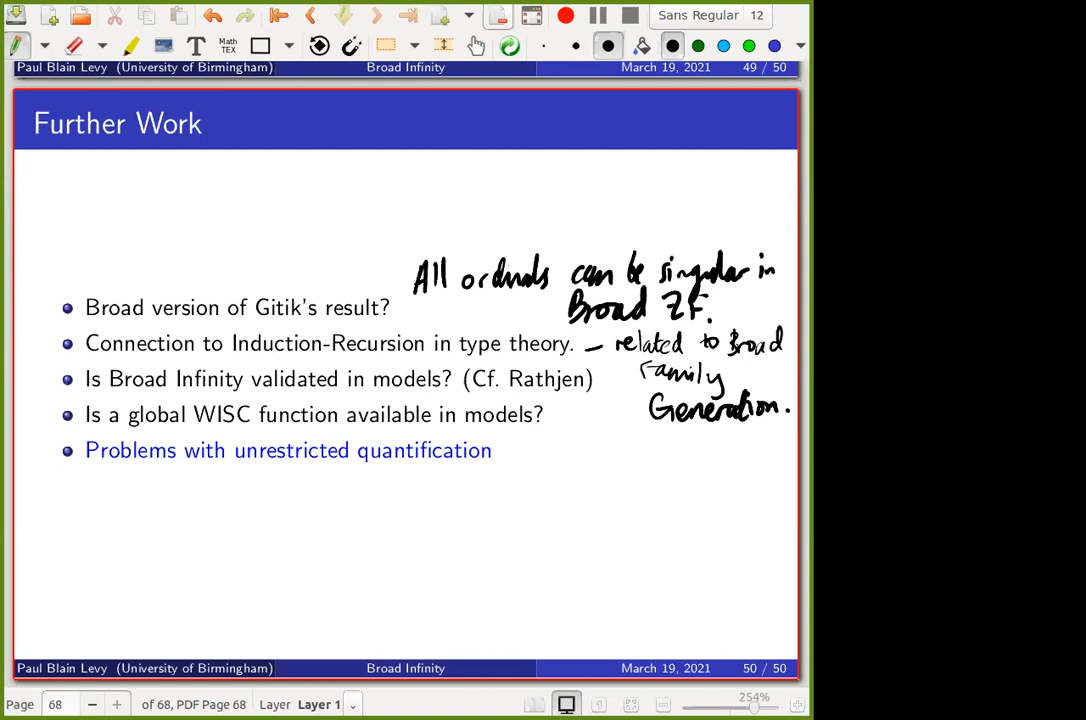 Sans Regular 12
T Math TEX
Paul Blain Levy (University of Birmingham) Broad Infinity March 19, 2021 49 / 50
Further Work
All ordinals can be singular in
Broad ZF.
Broad version of Gitik's result?
Connection to Induction-Recursion in type theory. – related to Broad
Family
Is Broad Infinity validated in models? (Cf. Rathjen)
Generation.
Is a global WISC function available in models?
Problems with unrestricted quantification
Paul Blain Levy (University of Birmingham) Broad Infinity March 19, 2021 50 / 50
Page 68 of 68, PDF Page 68 Layer Layer 1 254%